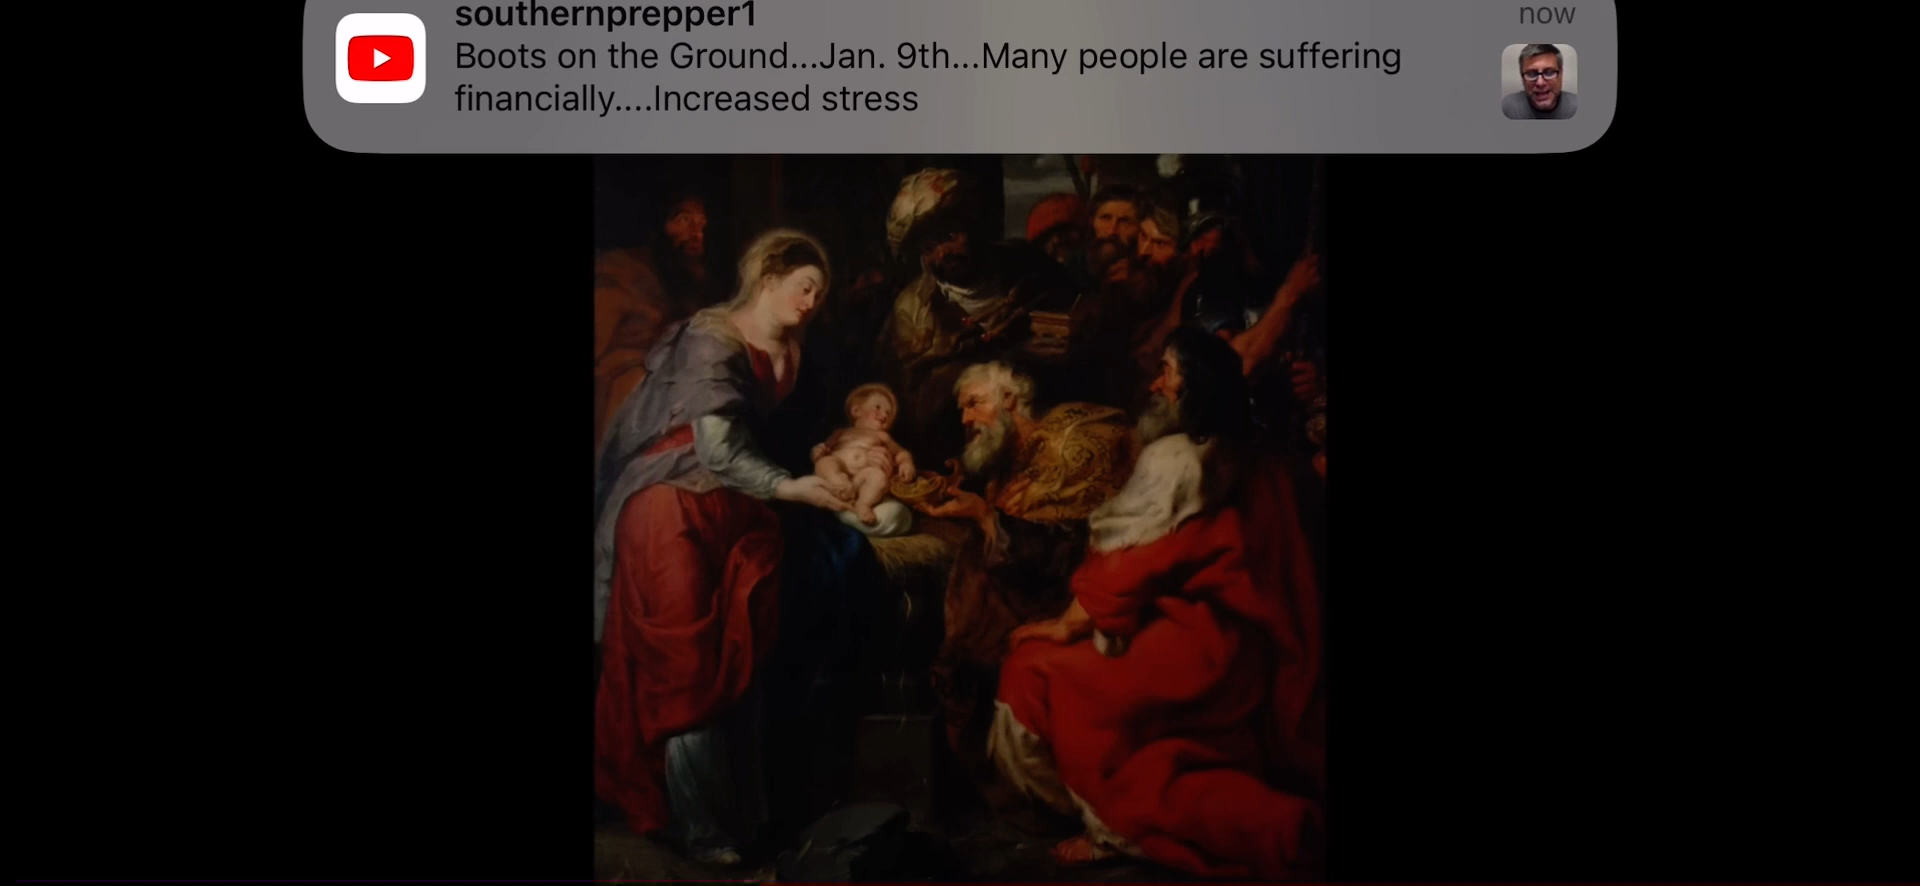 southernprepper1
now
Boots on the Ground...Jan. 9th...Many people are suffering
financially....Increased stress